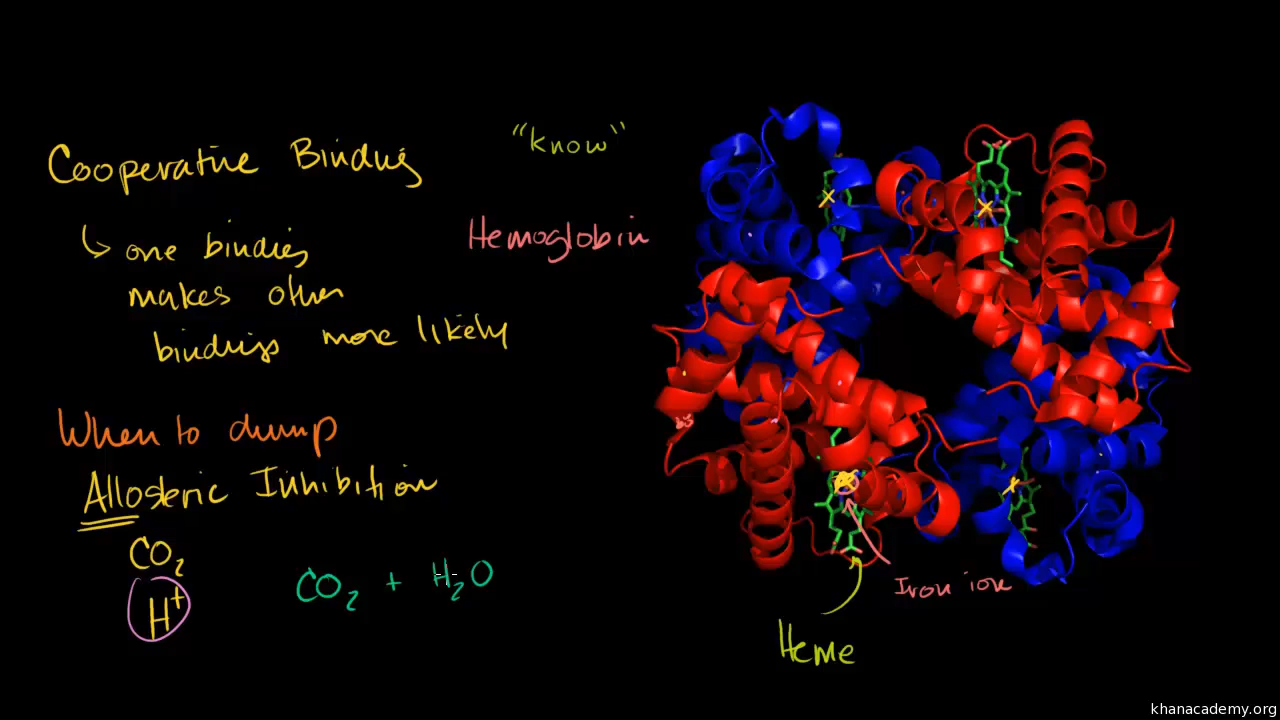 Cooperative Binding
"know"
Hemoglobin
↳ one binding
makes other
bindings more likely
When to dump
Allosteric Inhibition
CO₂
H⁺
CO₂ + H₂O
Iron ion
Heme
khanacademy.org